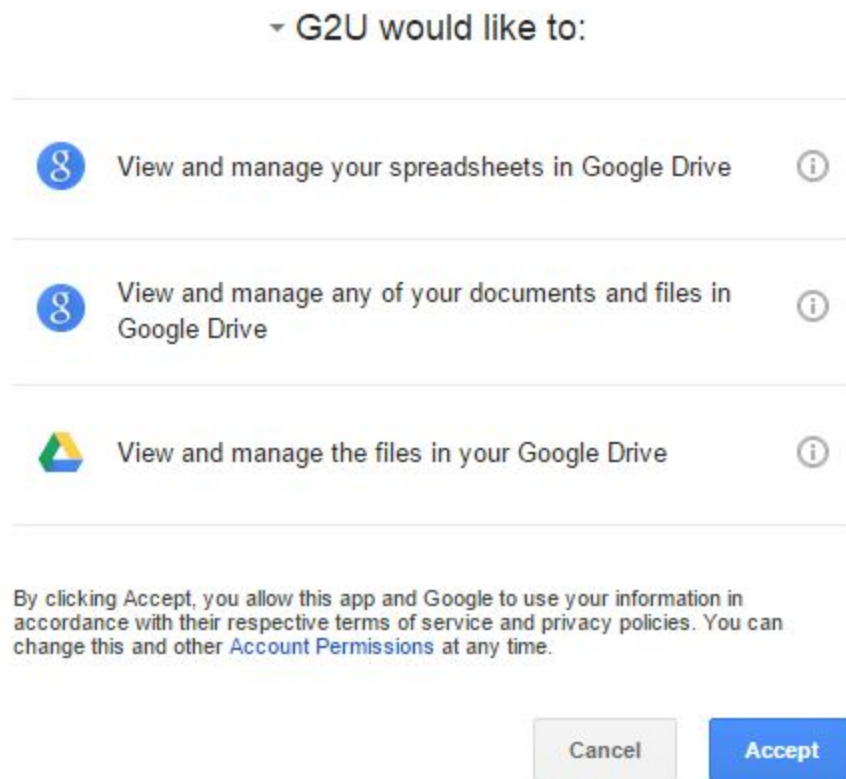 G2U would like to:
View and manage your spreadsheets in Google Drive
View and manage any of your documents and files in
Google Drive
View and manage the files in your Google Drive
By clicking Accept, you allow this app and Google to use your information in
accordance with their respective terms of service and privacy policies. You can
change this and other Account Permissions at any time.
Cancel
Accept